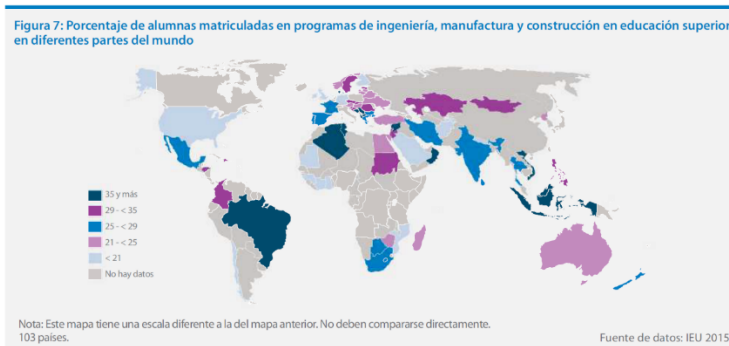 Figura 7: Porcentaje de alumnas matriculadas en programas de ingeniería, manufactura y construcción en educación superior
en diferentes partes del mundo
35 y más
29 - < 35
25 - < 29
21 - < 25
< 21
No hay datos
Nota: Este mapa tiene una escala diferente a la del mapa anterior. No deben compararse directamente.
103 países.
Fuente de datos: IEU 2015